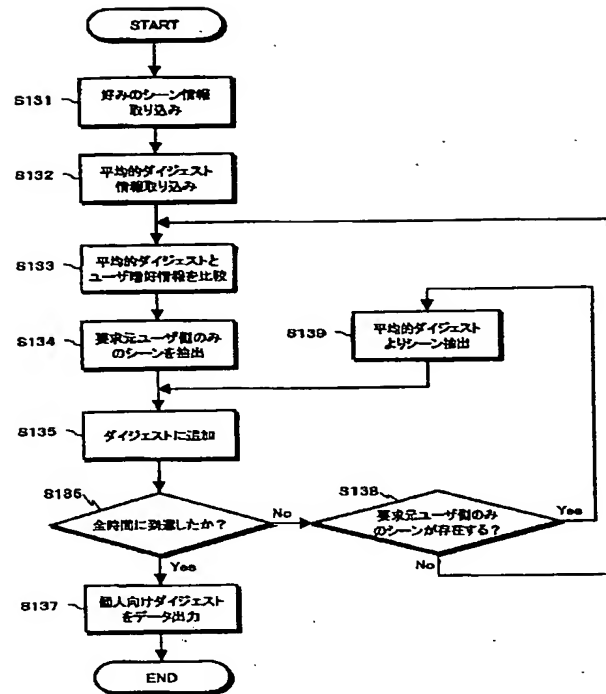 START
S131
好みのシーン情報
取り込み
S132
平均的ダイジェスト
情報取り込み
S133
平均的ダイジェストと
ユーザ嗜好情報を比較
S134
要求元ユーザ側のみ
のシーンを抽出
S139
平均的ダイジェスト
よりシーン抽出
S135
ダイジェストに追加
S136
全時間に到達したか?
No
Yes
S138
要求元ユーザ側のみ
のシーンが存在する?
Yes
No
S137
個人向けダイジェスト
をデータ出力
END